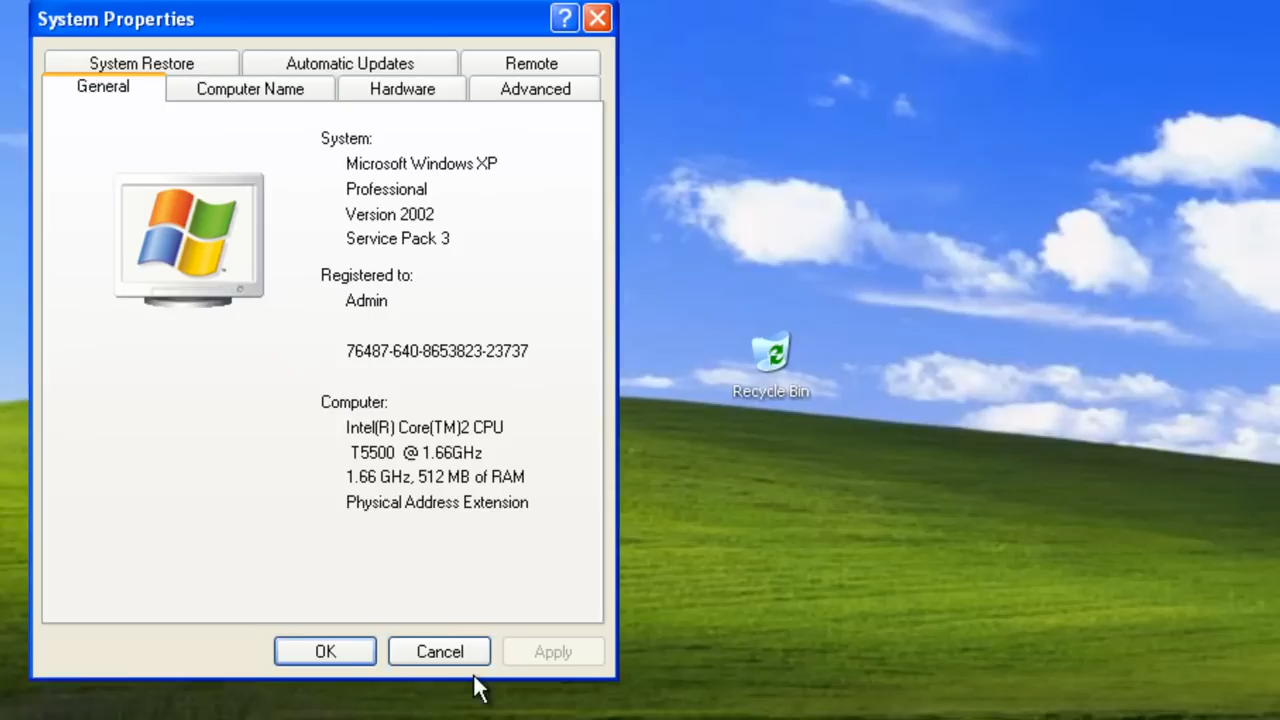 System Properties
System Restore
Automatic Updates
Remote
General
Computer Name
Hardware
Advanced
System:
Microsoft Windows XP
Professional
Version 2002
Service Pack 3
Registered to:
Admin
76487-640-8653823-23737
Computer:
Intel(R) Core(TM)2 CPU
T5500 @ 1.66GHz
1.66 GHz, 512 MB of RAM
Physical Address Extension
OK
Cancel
Apply
Recycle Bin